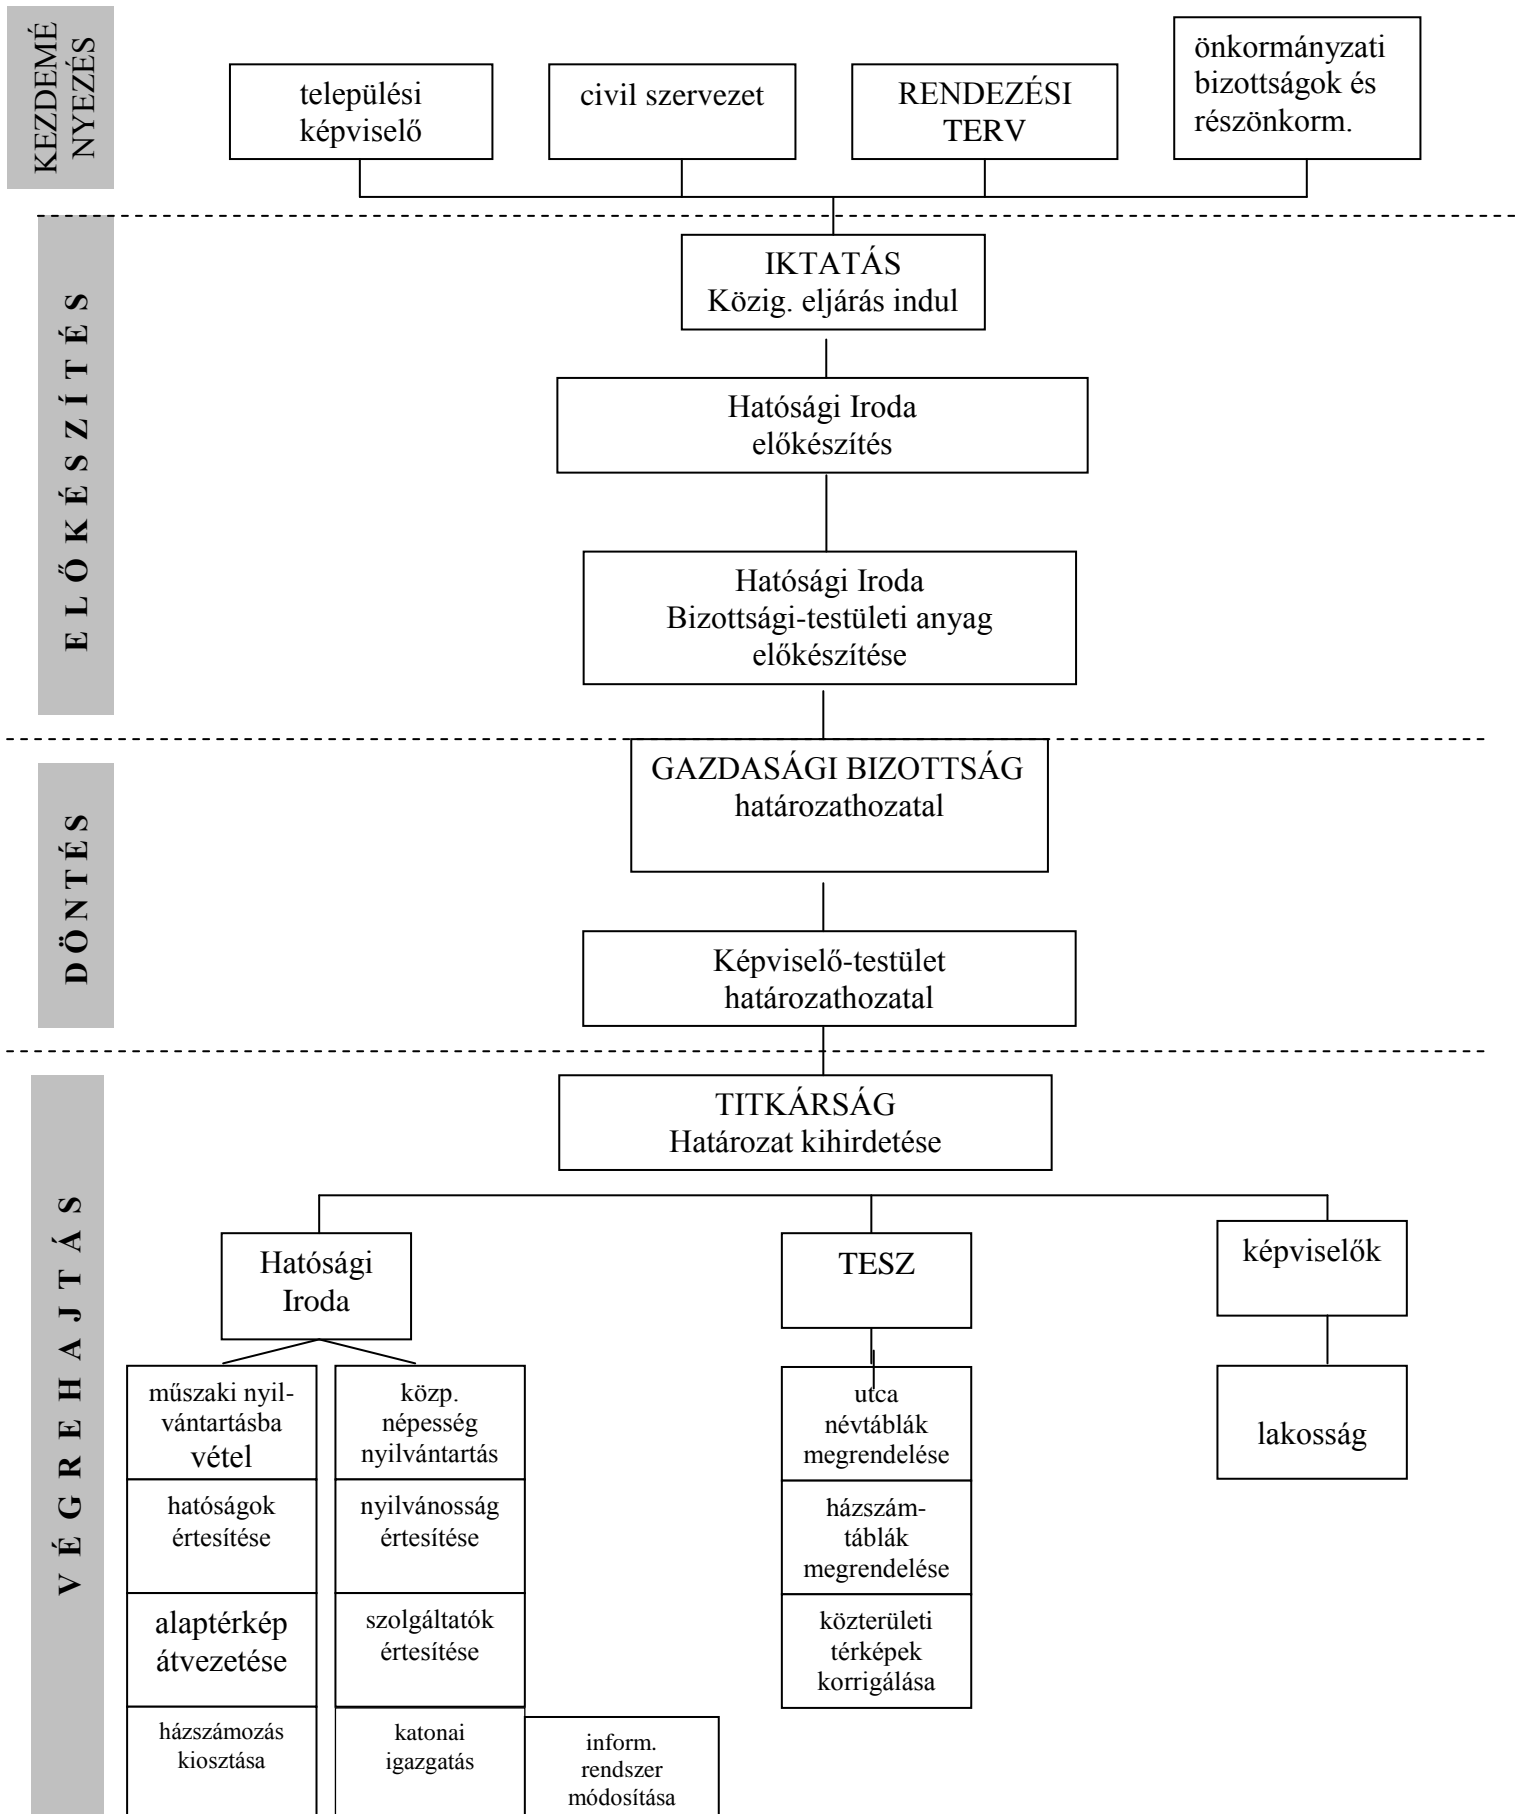 KEZDEMÉ
NYEZÉS
települési
képviselő
civil szervezet
RENDEZÉSI
TERV
önkormányzati
bizottságok és
részönkorm.
ELŐKÉSZÍTÉS
IKTATÁS
Közig. eljárás indul
Hatósági Iroda
előkészítés
Hatósági Iroda
Bizottsági-testületi anyag
előkészítése
DÖNTÉS
GAZDASÁGI BIZOTTSÁG
határozathozatal
Képviselő-testület
határozathozatal
VÉGREHAJTÁS
TITKÁRSÁG
Határozat kihirdetése
Hatósági
Iroda
TESZ
képviselők
műszaki nyil-
vántartásba
vétel
közp.
népesség
nyilvántartás
utca
névtáblák
megrendelése
lakosság
hatóságok
értesítése
nyilvánosság
értesítése
házszám-
táblák
megrendelése
alaptérkép
átvezetése
szolgáltatók
értesítése
közterületi
térképek
korrigálása
házszámozás
kiosztása
katonai
igazgatás
inform.
rendszer
módosítása